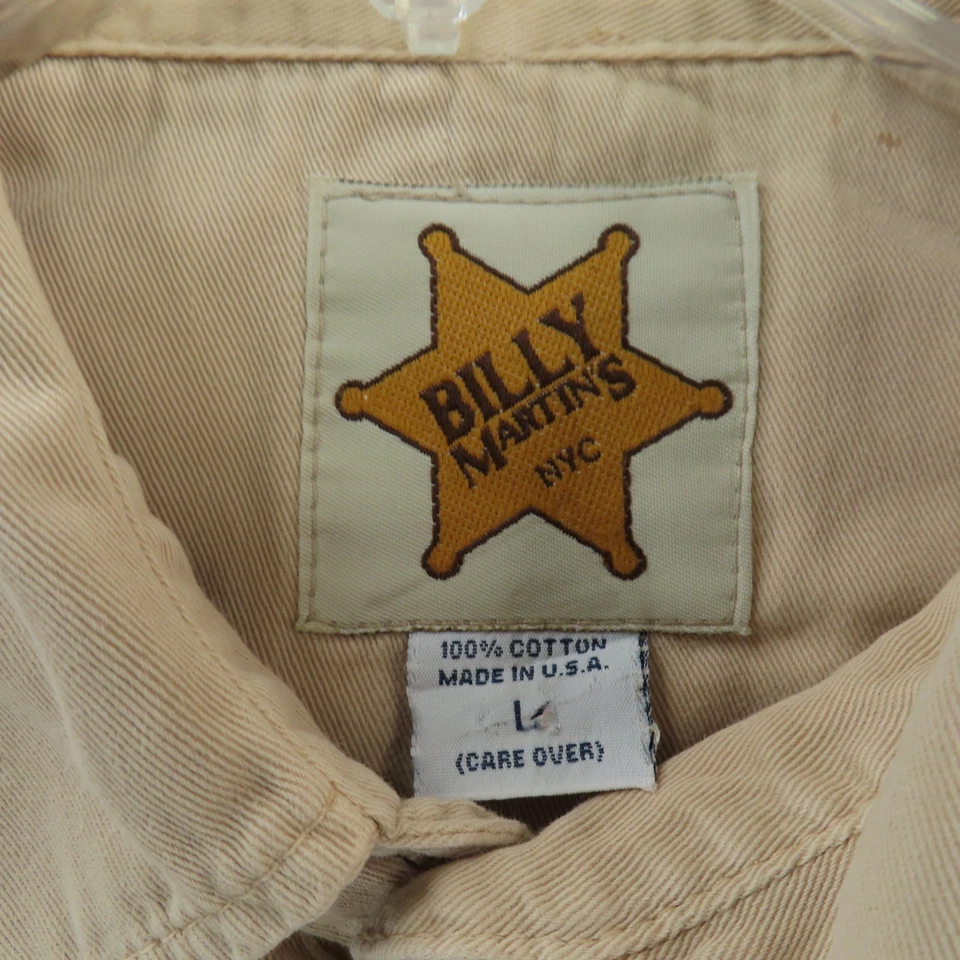 BILLY
MARTIN'S
NYC
100% COTTON
MADE IN U.S.A.
L
(CARE OVER)